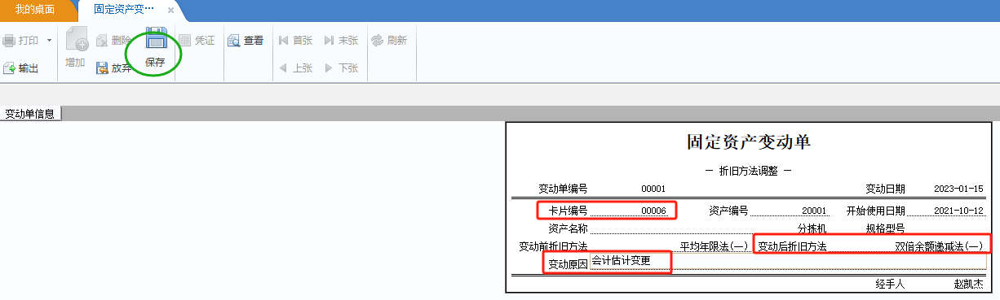 我的桌面 固定资产变… ×
打印 增加 删除 保存 凭证 查看 首张 末张 刷新
输出 放弃 上张 下张
变动单信息
固定资产变动单
— 折旧方法调整 —
变动单编号 00001 变动日期 2023-01-15
卡片编号 00006 资产编号 20001 开始使用日期 2021-10-12
资产名称 分拣机 规格型号
变动前折旧方法 平均年限法(一) 变动后折旧方法 双倍余额递减法(一)
变动原因 会计估计变更
经手人 赵凯杰